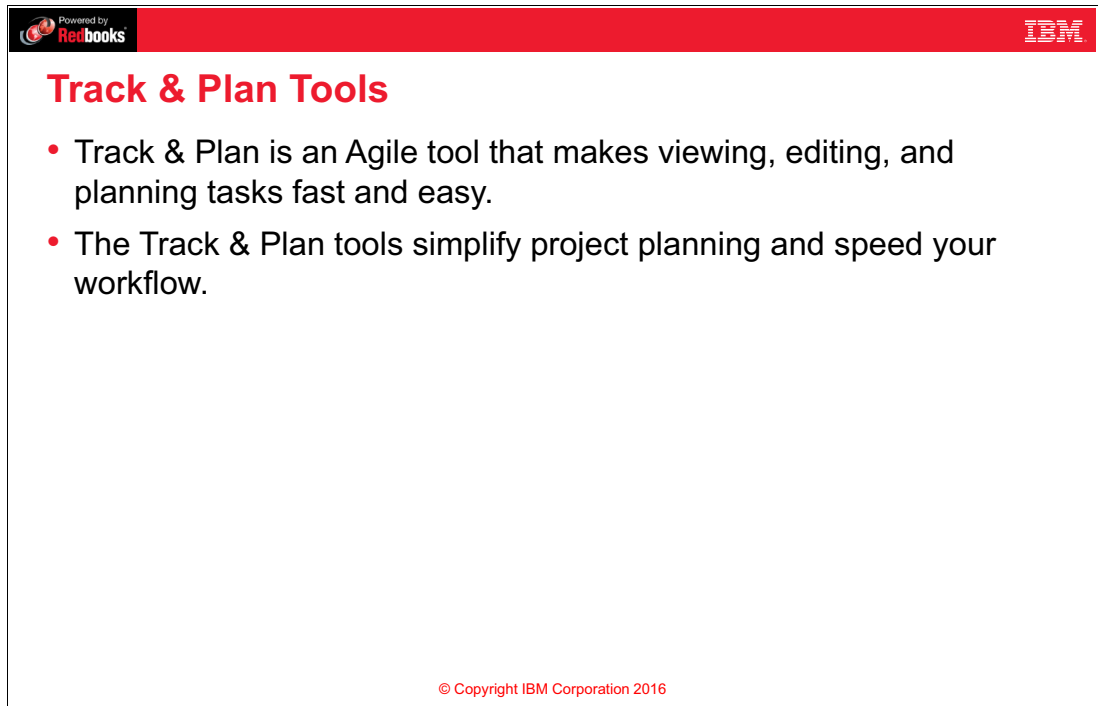 Powered by
Redbooks
IBM
Track & Plan Tools
• Track & Plan is an Agile tool that makes viewing, editing, and
planning tasks fast and easy.
• The Track & Plan tools simplify project planning and speed your
workflow.
© Copyright IBM Corporation 2016